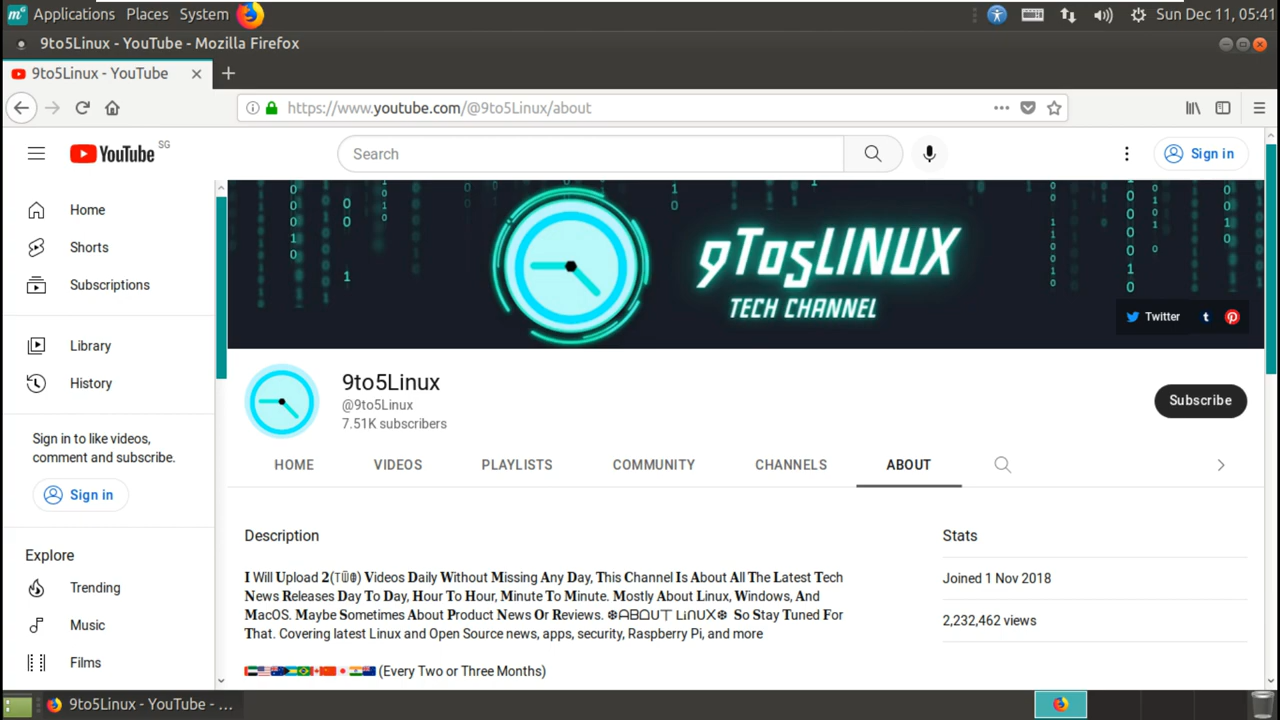 Applications Places System Sun Dec 11, 05:41
9to5Linux - YouTube - Mozilla Firefox
9to5Linux - YouTube
https://www.youtube.com/@9to5Linux/about
YouTube SG
Search
Sign in
Home
Shorts
Subscriptions
Library
History
Sign in to like videos,
comment and subscribe.
Sign in
Explore
Trending
Music
Films
9To5LINUX
TECH CHANNEL
Twitter
9to5Linux
@9to5Linux
7.51K subscribers
Subscribe
HOME VIDEOS PLAYLISTS COMMUNITY CHANNELS ABOUT
Description
I Will Upload 2(TWO) Videos Daily Without Missing Any Day, This Channel Is About All The Latest Tech
News Releases Day To Day, Hour To Hour, Minute To Minute. Mostly About Linux, Windows, And
MacOS. Maybe Sometimes About Product News Or Reviews. ❆ABOUT LiNUX❆ So Stay Tuned For
That. Covering latest Linux and Open Source news, apps, security, Raspberry Pi, and more
(Every Two or Three Months)
Stats
Joined 1 Nov 2018
2,232,462 views
9to5Linux - YouTube - ...